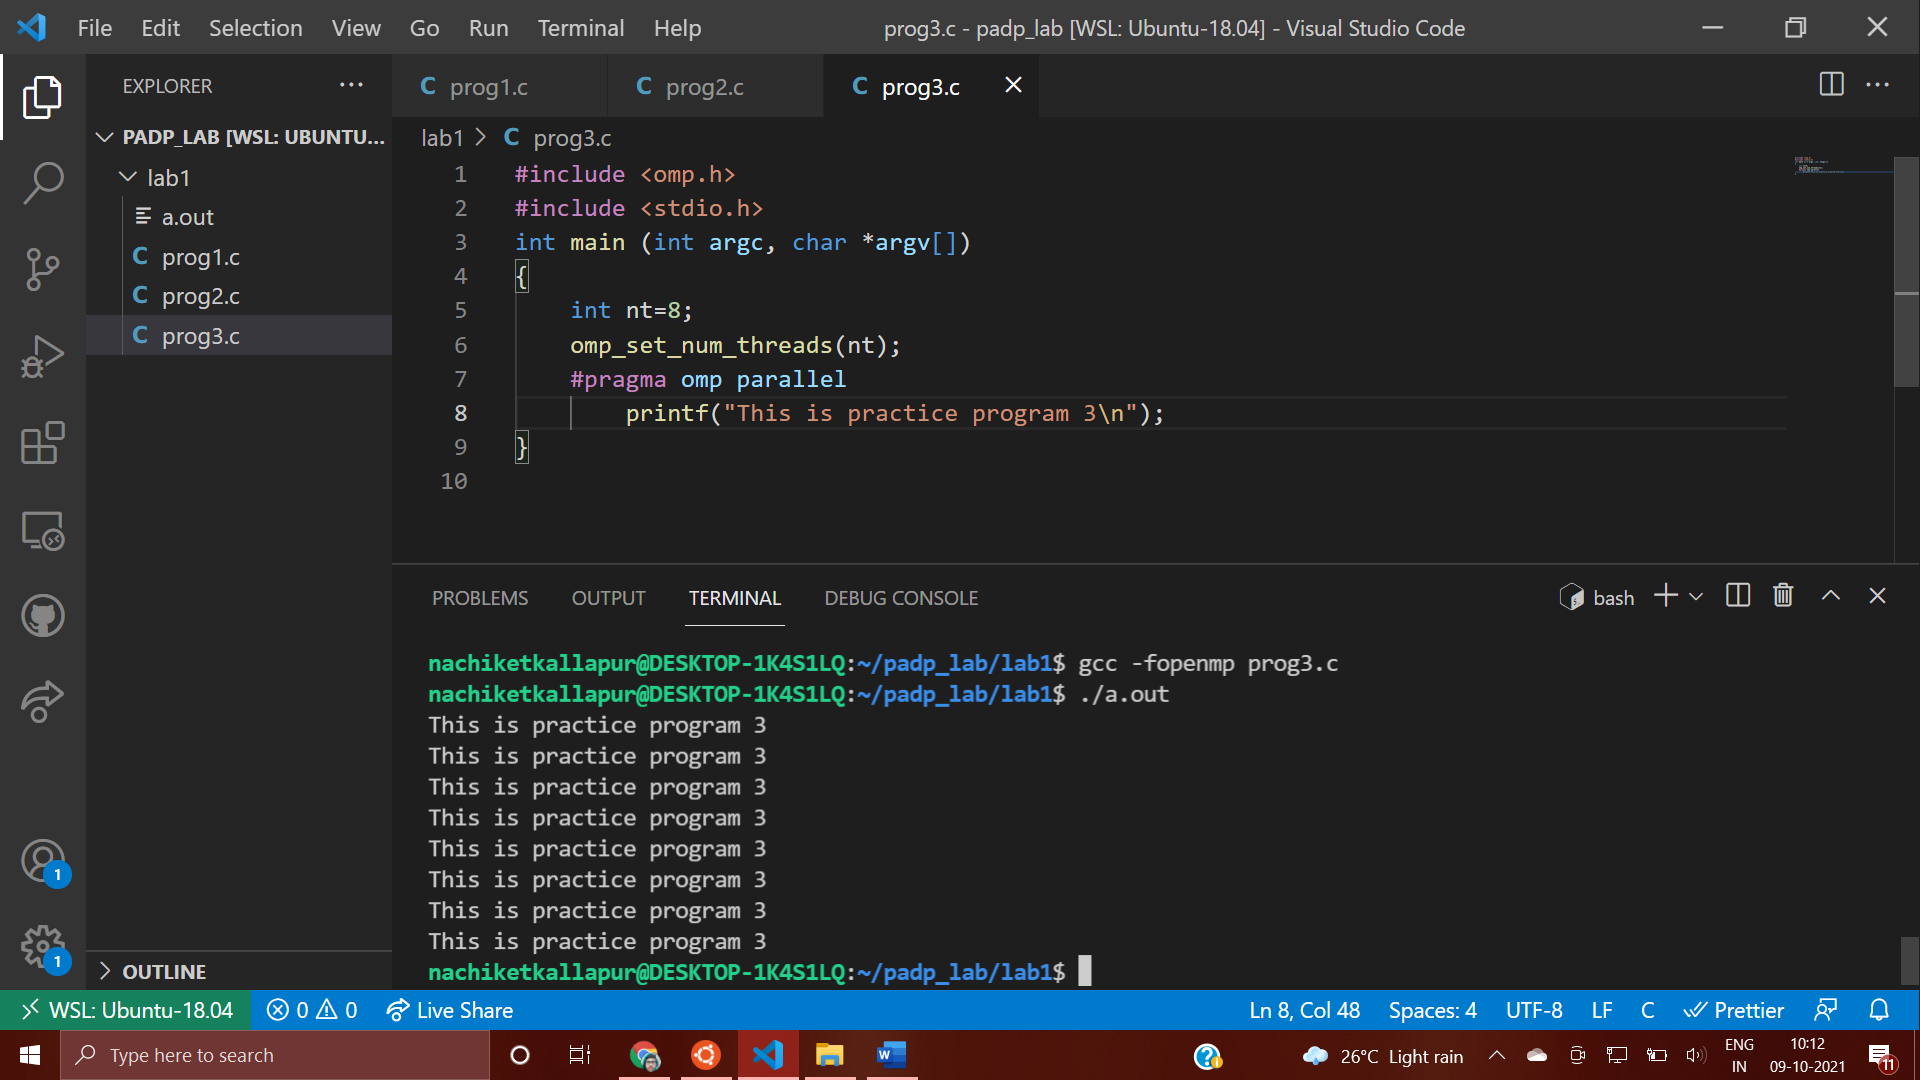 File Edit Selection View Go Run Terminal Help prog3.c - padp_lab [WSL: Ubuntu-18.04] - Visual Studio Code
EXPLORER
PADP_LAB [WSL: UBUNTU...
lab1
a.out
C prog1.c
C prog2.c
C prog3.c
OUTLINE
C prog1.c C prog2.c C prog3.c
lab1 > C prog3.c
1 #include <omp.h>
2 #include <stdio.h>
3 int main (int argc, char *argv[])
4 {
5 int nt=8;
6 omp_set_num_threads(nt);
7 #pragma omp parallel
8 printf("This is practice program 3\n");
9 }
10
PROBLEMS OUTPUT TERMINAL DEBUG CONSOLE bash
nachiketkallapur@DESKTOP-1K4S1LQ:~/padp_lab/lab1$ gcc -fopenmp prog3.c
nachiketkallapur@DESKTOP-1K4S1LQ:~/padp_lab/lab1$ ./a.out
This is practice program 3
This is practice program 3
This is practice program 3
This is practice program 3
This is practice program 3
This is practice program 3
This is practice program 3
This is practice program 3
nachiketkallapur@DESKTOP-1K4S1LQ:~/padp_lab/lab1$
1
1
WSL: Ubuntu-18.04 0 0 Live Share Ln 8, Col 48 Spaces: 4 UTF-8 LF C Prettier
Type here to search 26°C Light rain ENG 10:12
IN 09-10-2021 11